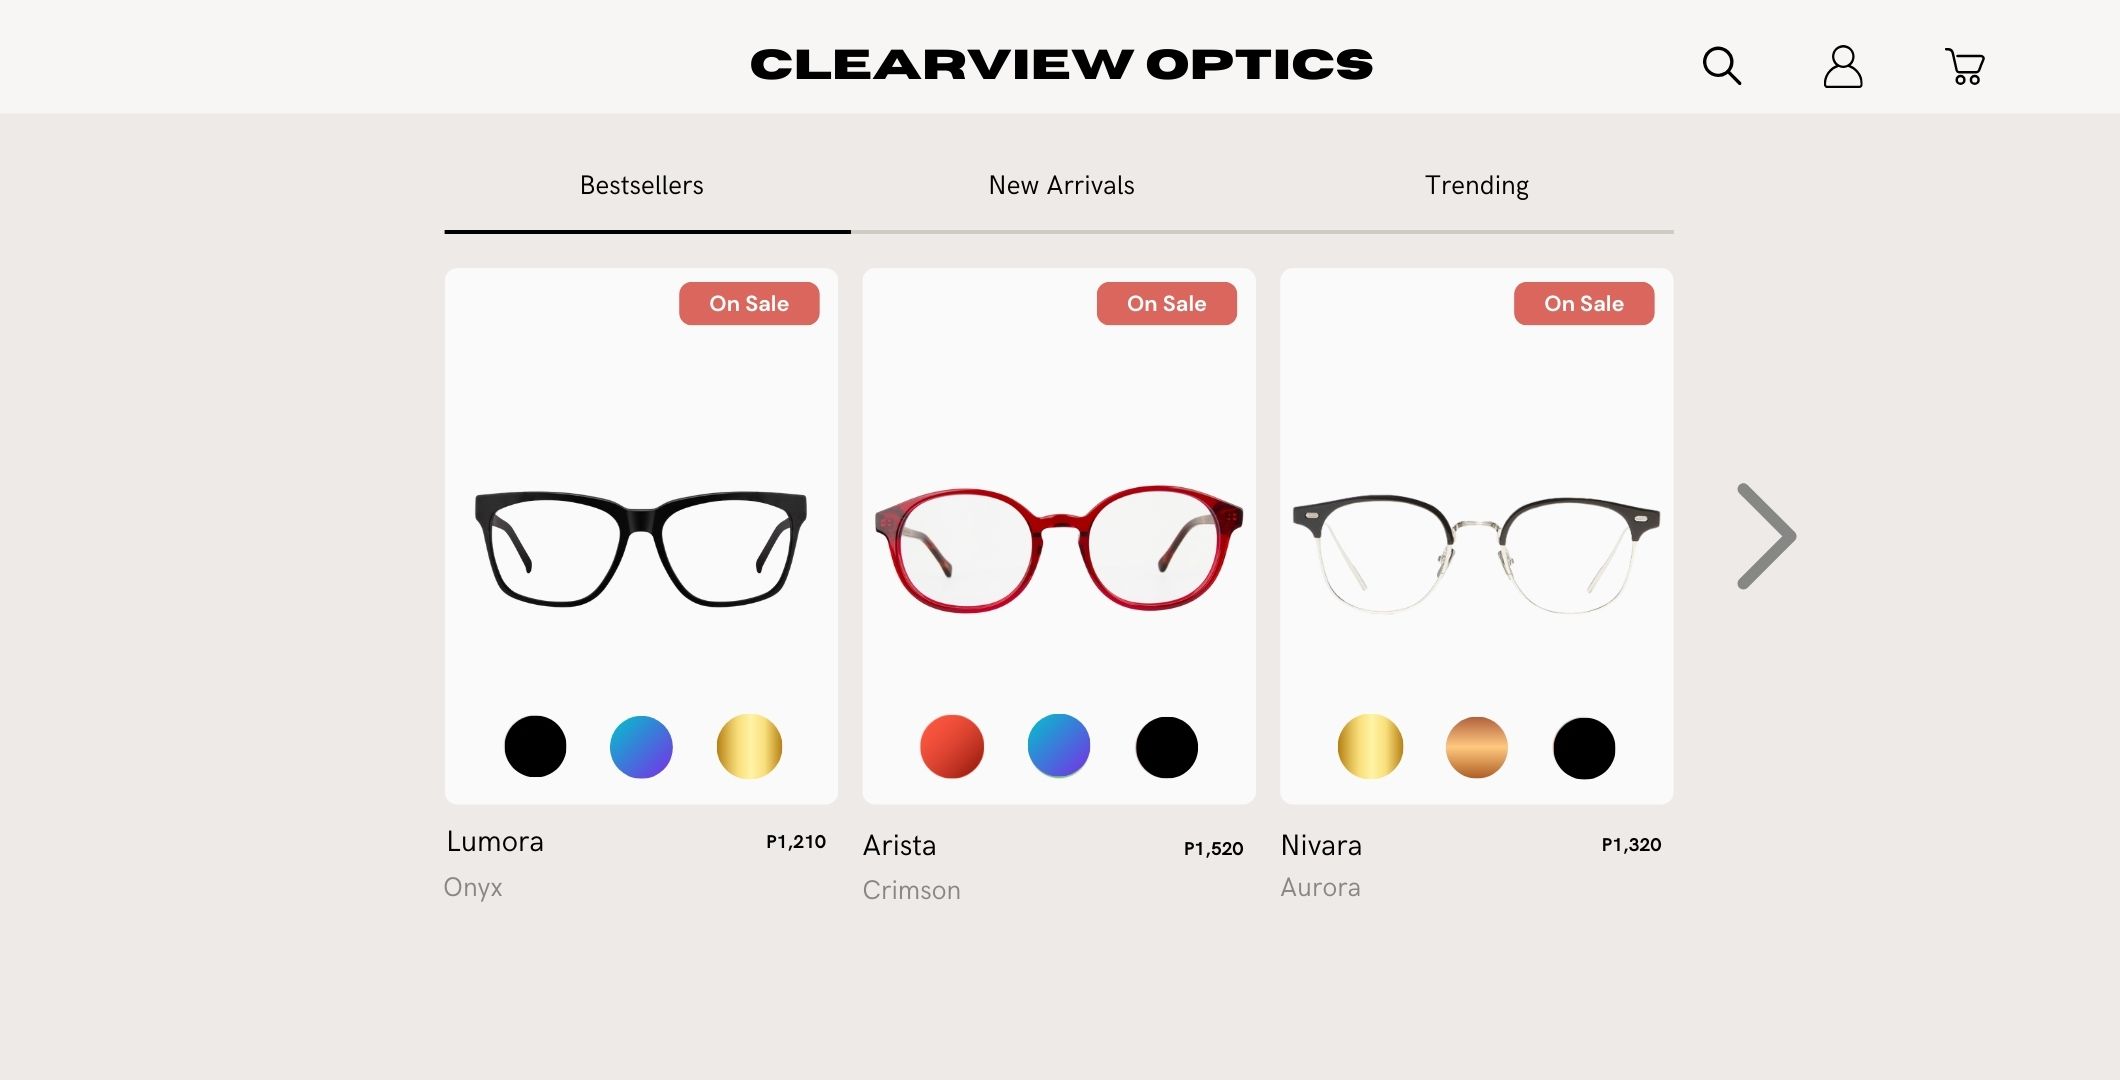 CLEARVIEW OPTICS
Bestsellers
New Arrivals
Trending
On Sale
On Sale
On Sale
Lumora
P1,210
Onyx
Arista
P1,520
Crimson
Nivara
P1,320
Aurora